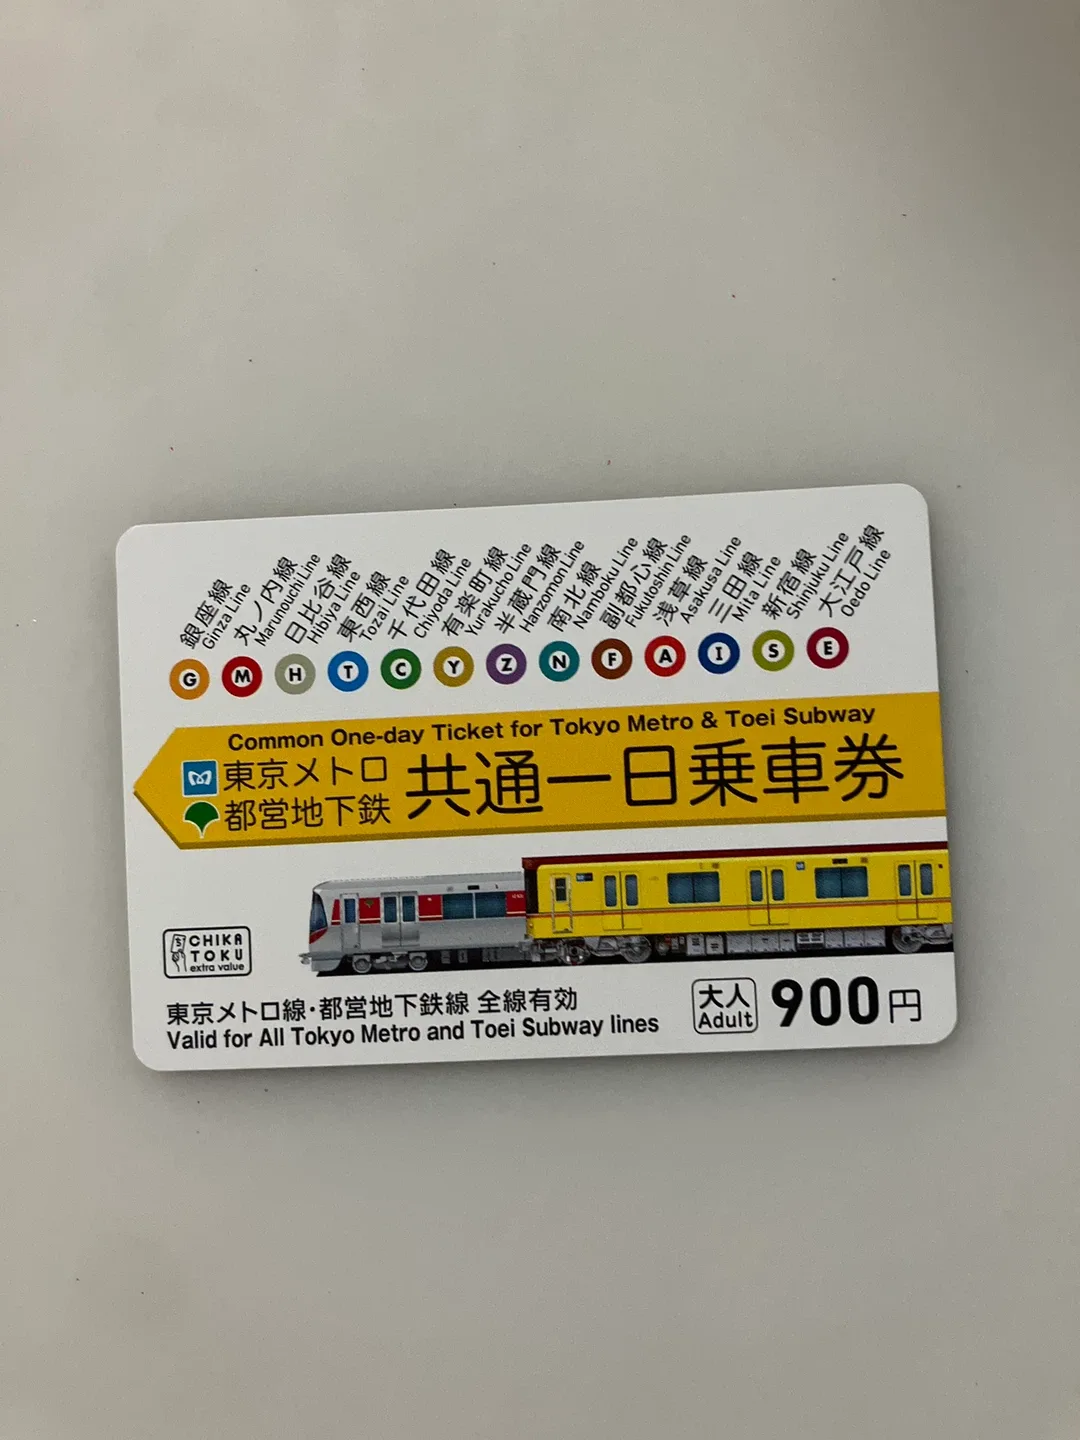 銀座線
Ginza Line
丸ノ内線
Marunouchi Line
日比谷線
Hibiya Line
東西線
Tozai Line
千代田線
Chiyoda Line
有楽町線
Yurakucho Line
半蔵門線
Hanzomon Line
南北線
Namboku Line
副都心線
Fukutoshin Line
浅草線
Asakusa Line
三田線
Mita Line
新宿線
Shinjuku Line
大江戸線
Oedo Line
G M H T C Y Z N F A I S E
Common One-day Ticket for Tokyo Metro & Toei Subway
東京メトロ
都営地下鉄
共通一日乗車券
CHIKA
TOKU
extra value
東京メトロ線・都営地下鉄線 全線有効
Valid for All Tokyo Metro and Toei Subway lines
大人
Adult
900円